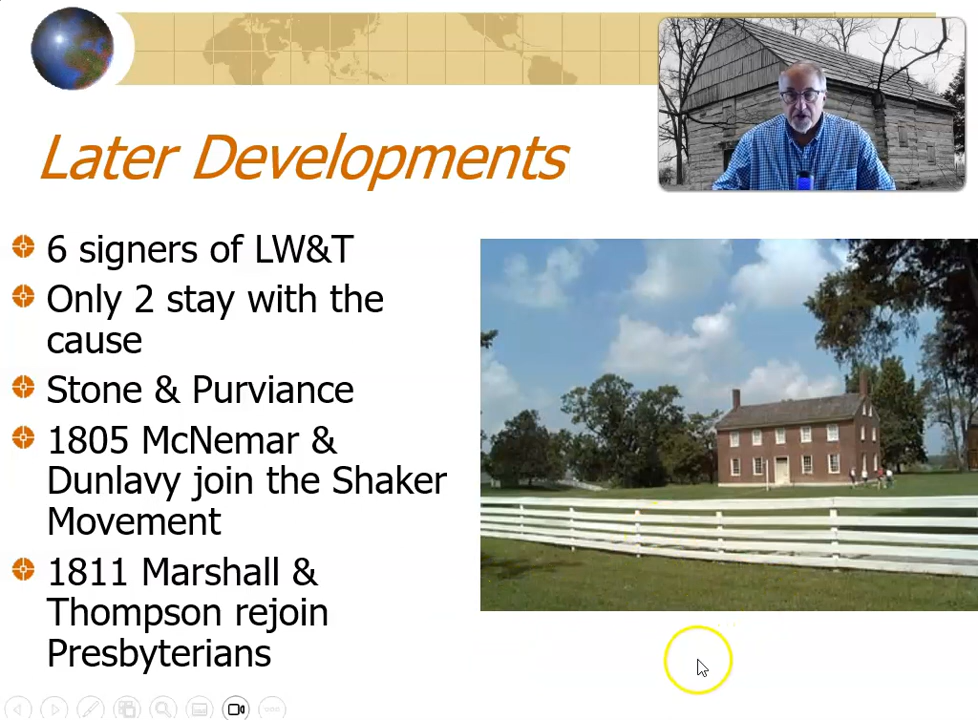 Later Developments
6 signers of LW&T
Only 2 stay with the
cause
Stone & Purviance
1805 McNemar &
Dunlavy join the Shaker
Movement
1811 Marshall &
Thompson rejoin
Presbyterians